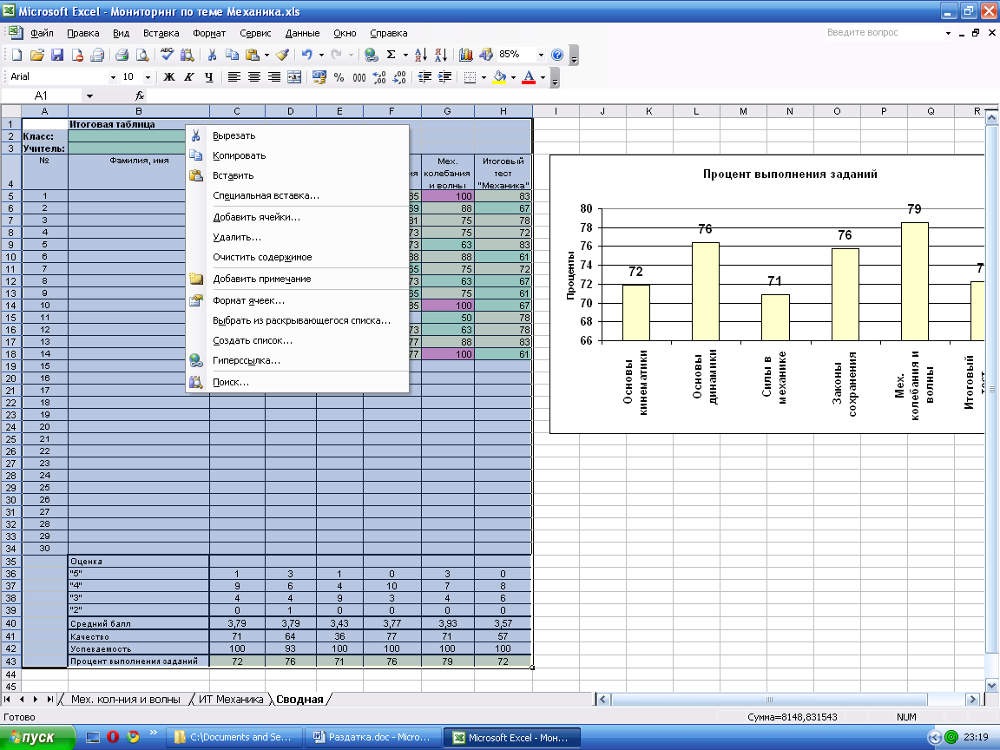 Microsoft Excel - Мониторинг по теме Механика.xls
Файл Правка Вид Вставка Формат Сервис Данные Окно Справка Введите вопрос
85%
Arial 10 Ж К Ч % 000
A1 fx
A B C D E F G H I J K L M N O P Q R
1 Итоговая таблица
2 Класс:
3 Учитель:
4 № Фамилия, имя ия Мех. колебания и волны Итоговый тест "Механика"
5 1 85 100 83
6 2 69 88 67
7 3 81 75 78
8 4 73 75 72
9 5 73 63 83
10 6 88 88 61
11 7 65 75 72
12 8 73 63 67
13 9 65 75 61
14 10 85 100 67
15 11 50 78
16 12 73 63 78
17 13 77 88 83
18 14 77 100 61
19 15
20 16
21 17
22 18
23 19
24 20
25 21
26 22
27 23
28 24
29 25
30 26
31 27
32 28
33 29
34 30
35 Оценка
36 "5" 1 3 1 0 3 0
37 "4" 9 6 4 10 7 8
38 "3" 4 4 9 3 4 6
39 "2" 0 1 0 0 0 0
40 Средний балл 3,79 3,79 3,43 3,77 3,93 3,57
41 Качество 71 64 36 77 71 57
42 Успеваемость 100 93 100 100 100 100
43 Процент выполнения заданий 72 76 71 76 79 72
44
45
Вырезать
Копировать
Вставить
Специальная вставка...
Добавить ячейки...
Удалить...
Очистить содержимое
Добавить примечание
Формат ячеек...
Выбрать из раскрывающегося списка...
Создать список...
Гиперссылка...
Поиск...
Процент выполнения заданий
Проценты
80
78
76
74
72
70
68
66
72 76 71 76 79 7
Основы кинематики
Основы динамики
Силы в механике
Законы сохранения
Мех. колебания и волны
Итоговый
Мех. кол-ния и волны ИТ Механика Сводная
Готово Сумма=8148,831543 NUM
пуск C:\Documents and Se... Раздатка.doc - Micro... Microsoft Excel - Мон... 23:19